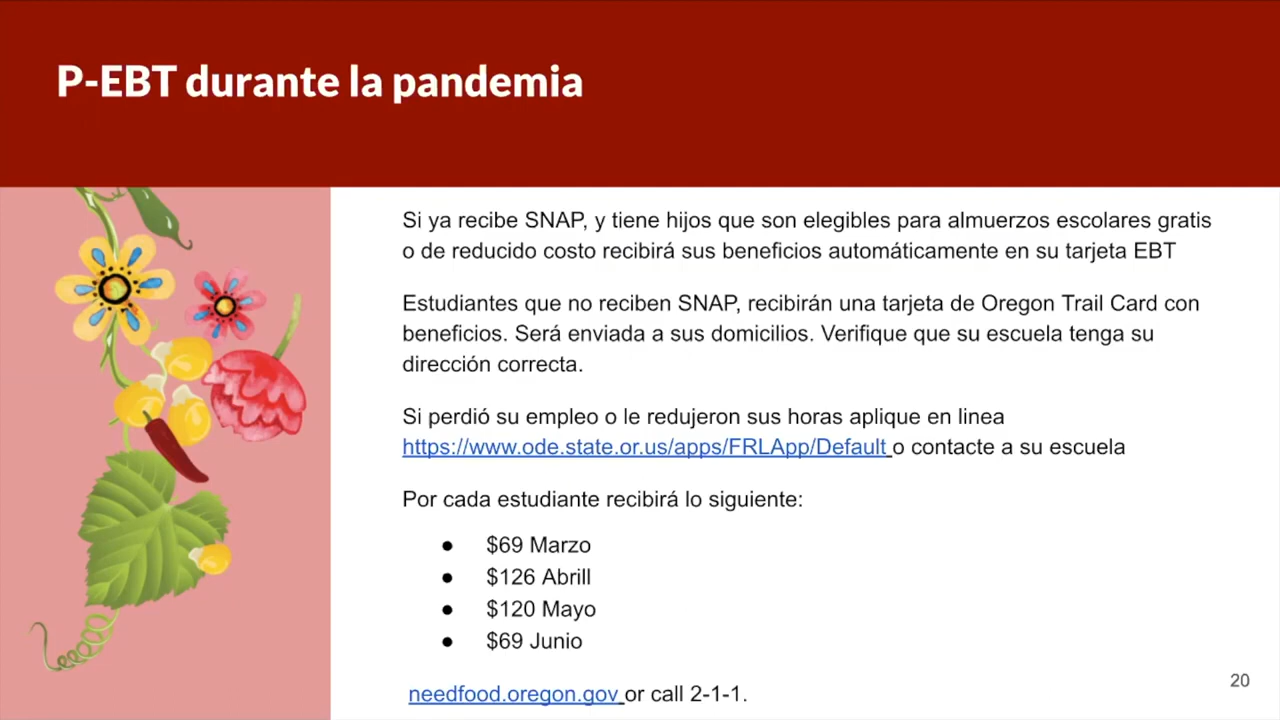 P-EBT durante la pandemia
Si ya recibe SNAP, y tiene hijos que son elegibles para almuerzos escolares gratis
o de reducido costo recibirá sus beneficios automáticamente en su tarjeta EBT
Estudiantes que no reciben SNAP, recibirán una tarjeta de Oregon Trail Card con
beneficios. Será enviada a sus domicilios. Verifique que su escuela tenga su
dirección correcta.
Si perdió su empleo o le redujeron sus horas aplique en linea
https://www.ode.state.or.us/apps/FRLApp/Default o contacte a su escuela
Por cada estudiante recibirá lo siguiente:
● $69 Marzo
● $126 Abrill
● $120 Mayo
● $69 Junio
needfood.oregon.gov or call 2-1-1.
20